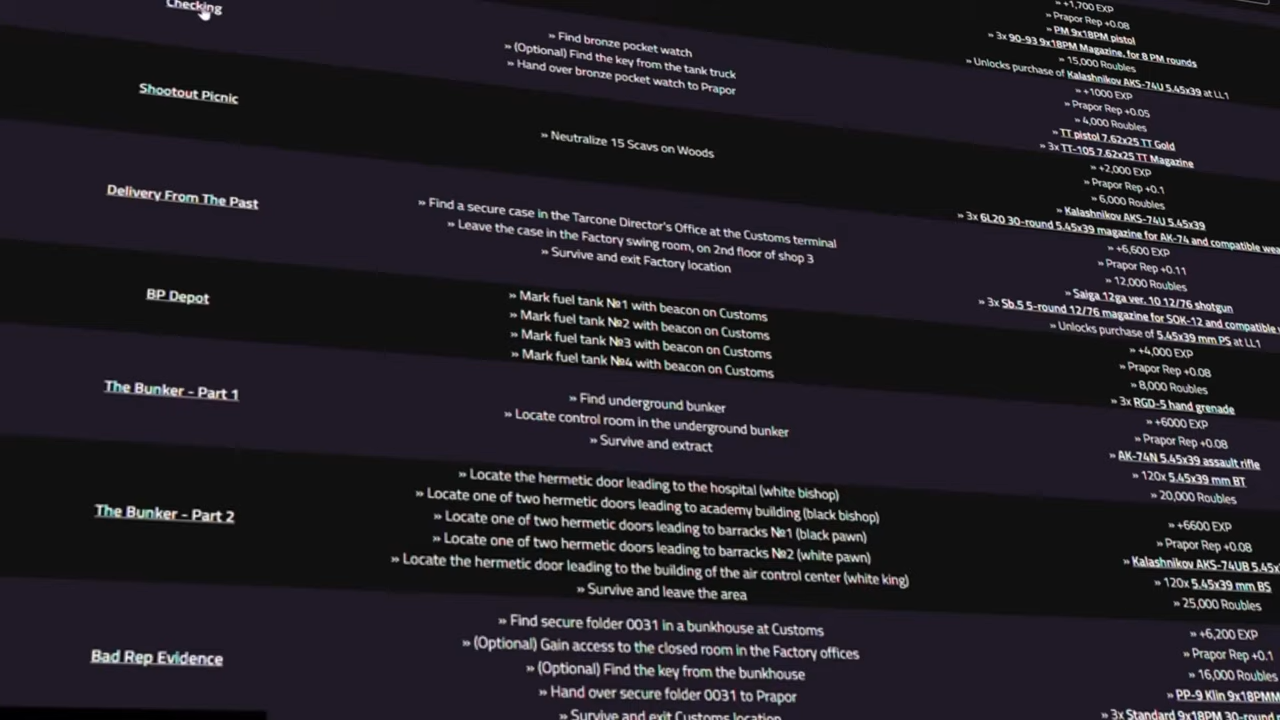 Checking
» Find bronze pocket watch
» (Optional) Find the key from the tank truck
» Hand over bronze pocket watch to Prapor
» +1,700 EXP
» Prapor Rep +0.08
» PM 9x18PM pistol
» 3x 90-93 9x18PM Magazine, for 8 PM rounds
» 15,000 Roubles
» Unlocks purchase of Kalashnikov AKS-74U 5.45x39 at LL1
Shootout Picnic
» Neutralize 15 Scavs on Woods
» +1000 EXP
» Prapor Rep +0.05
» 4,000 Roubles
» TT pistol 7.62x25 TT Gold
» 3x TT-105 7.62x25 TT Magazine
Delivery From The Past
» Find a secure case in the Tarcone Director's Office at the Customs terminal
» Leave the case in the Factory swing room, on 2nd floor of shop 3
» Survive and exit Factory location
» +2,000 EXP
» Prapor Rep +0.1
» 6,000 Roubles
» Kalashnikov AKS-74U 5.45x39
» 3x 6L20 30-round 5.45x39 magazine for AK-74 and compatible wea
BP Depot
» Mark fuel tank №1 with beacon on Customs
» Mark fuel tank №2 with beacon on Customs
» Mark fuel tank №3 with beacon on Customs
» Mark fuel tank №4 with beacon on Customs
» +6,600 EXP
» Prapor Rep +0.11
» 12,000 Roubles
» Saiga 12ga ver. 10 12/76 shotgun
» 3x Sb.5 5-round 12/76 magazine for SOK-12 and compatible
» Unlocks purchase of 5.45x39 mm PS at LL1
The Bunker - Part 1
» Find underground bunker
» Locate control room in the underground bunker
» Survive and extract
» +4,000 EXP
» Prapor Rep +0.08
» 8,000 Roubles
» 3x RGD-5 hand grenade
The Bunker - Part 2
» Locate the hermetic door leading to the hospital (white bishop)
» Locate one of two hermetic doors leading to academy building (black bishop)
» Locate one of two hermetic doors leading to barracks №1 (black pawn)
» Locate one of two hermetic doors leading to barracks №2 (white pawn)
» Locate the hermetic door leading to the building of the air control center (white king)
» Survive and leave the area
» +6000 EXP
» Prapor Rep +0.08
» AK-74N 5.45x39 assault rifle
» 120x 5.45x39 mm BT
» 20,000 Roubles
Bad Rep Evidence
» Find secure folder 0031 in a bunkhouse at Customs
» (Optional) Gain access to the closed room in the Factory offices
» (Optional) Find the key from the bunkhouse
» Hand over secure folder 0031 to Prapor
» Survive and exit Customs location
» +6600 EXP
» Prapor Rep +0.08
» Kalashnikov AKS-74UB 5.45x
» 120x 5.45x39 mm BS
» 25,000 Roubles
» +6,200 EXP
» Prapor Rep +0.1
» 16,000 Roubles
» PP-9 Klin 9x18PMM
» 3x Standard 9x18PM 30-round